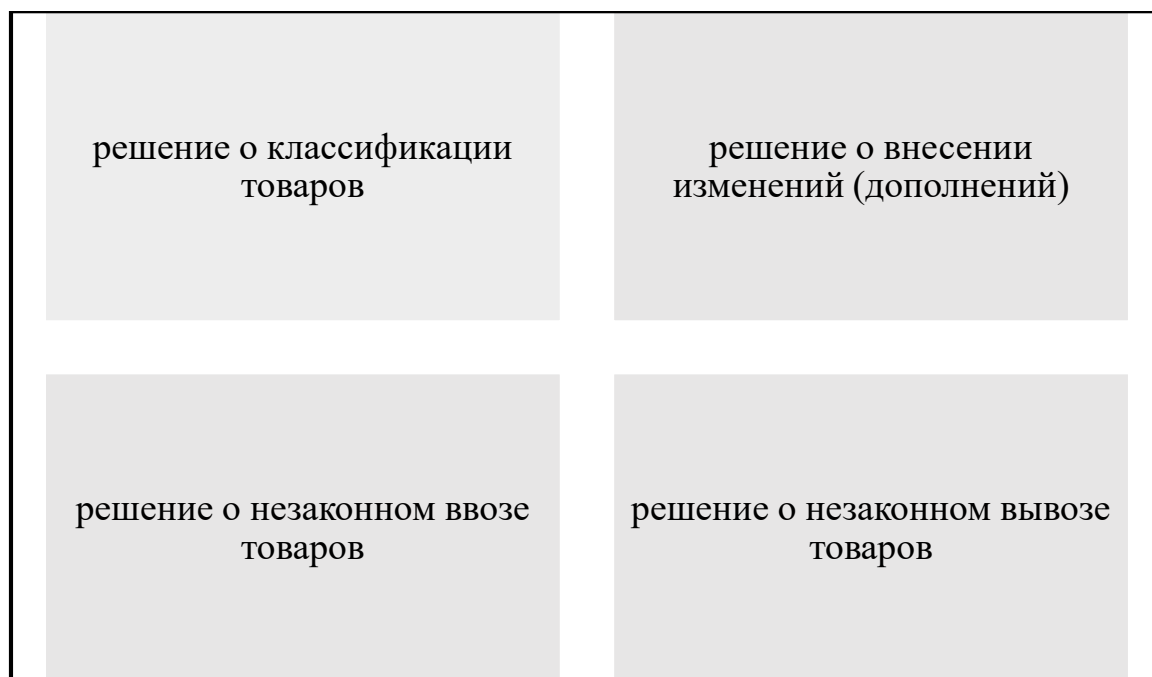 решение о классификации
товаров
решение о внесении
изменений (дополнений)
решение о незаконном ввозе
товаров
решение о незаконном вывозе
товаров